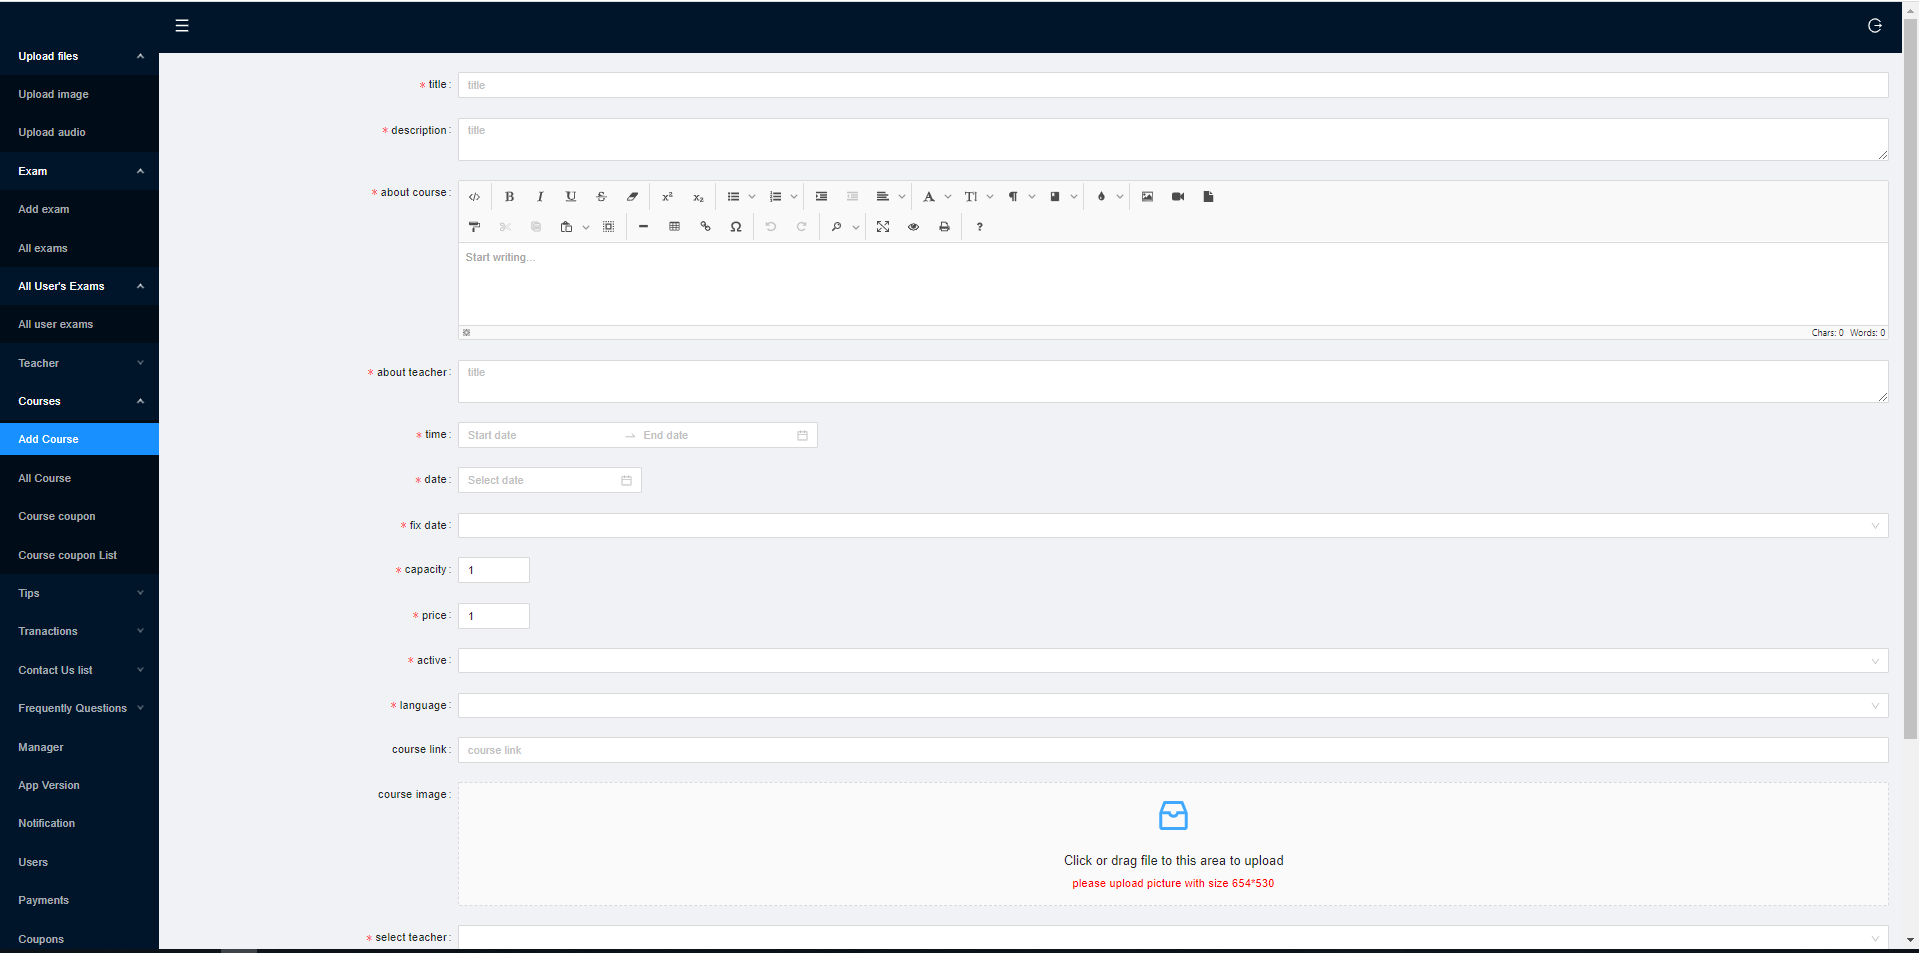 Upload files
Upload image
Upload audio
Exam
Add exam
All exams
All User's Exams
All user exams
Teacher
Courses
Add Course
All Course
Course coupon
Course coupon List
Tips
Tranactions
Contact Us list
Frequently Questions
Manager
App Version
Notification
Users
Payments
Coupons
* title : title
* description : title
* about course :
Start writing...
Chars: 0 Words: 0
* about teacher : title
* time : Start date → End date
* date : Select date
* fix date :
* capacity : 1
* price : 1
* active :
* language :
course link : course link
course image :
Click or drag file to this area to upload
please upload picture with size 654*530
* select teacher :